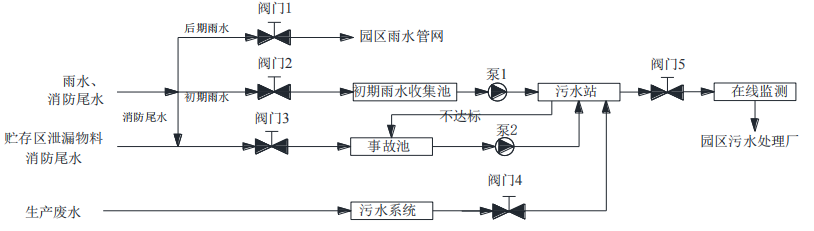 阀门1
后期雨水
园区雨水管网
阀门2
泵1
阀门5
雨水、
消防尾水
初期雨水
初期雨水收集池
污水站
在线监测
消防尾水
阀门3
不达标
泵2
贮存区泄漏物料
消防尾水
事故池
园区污水处理厂
阀门4
生产废水
污水系统